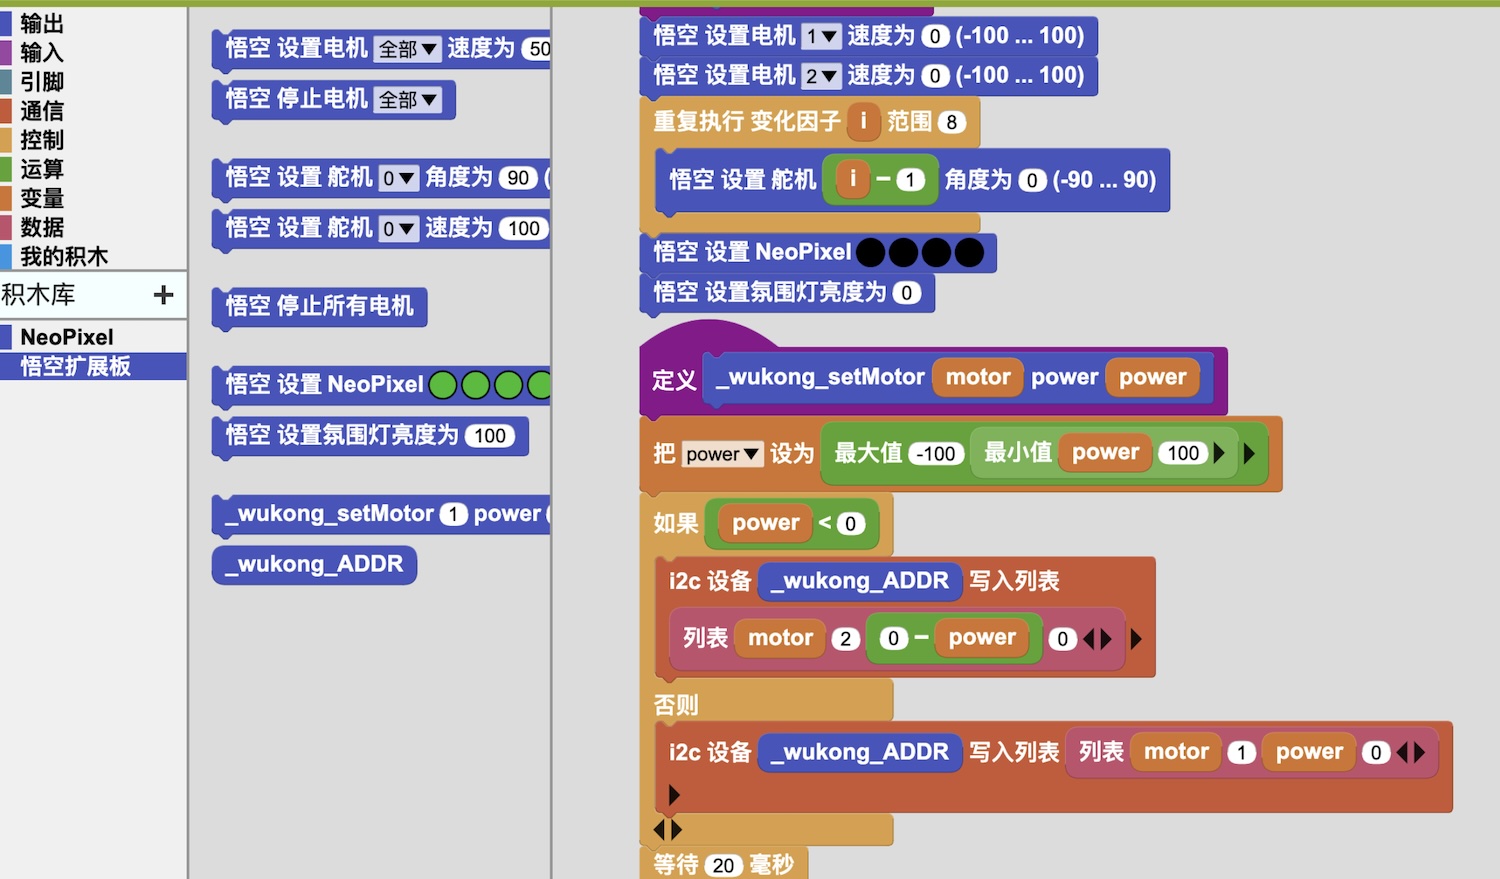 输出
输入
引脚
通信
控制
运算
变量
数据
我的积木
积木库 +
NeoPixel
悟空扩展板
悟空 设置电机 全部▼ 速度为 50
悟空 停止电机 全部▼
悟空 设置 舵机 0▼ 角度为 90 (
悟空 设置 舵机 0▼ 速度为 100
悟空 停止所有电机
悟空 设置 NeoPixel
悟空 设置氛围灯亮度为 100
_wukong_setMotor 1 power
_wukong_ADDR
悟空 设置电机 1▼ 速度为 0 (-100 ... 100)
悟空 设置电机 2▼ 速度为 0 (-100 ... 100)
重复执行 变化因子 i 范围 8
悟空 设置 舵机 i − 1 角度为 0 (-90 ... 90)
悟空 设置 NeoPixel
悟空 设置氛围灯亮度为 0
定义 _wukong_setMotor motor power power
把 power▼ 设为 最大值 -100 最小值 power 100
如果 power < 0
i2c 设备 _wukong_ADDR 写入列表
列表 motor 2 0 − power 0
否则
i2c 设备 _wukong_ADDR 写入列表 列表 motor 1 power 0
等待 20 毫秒